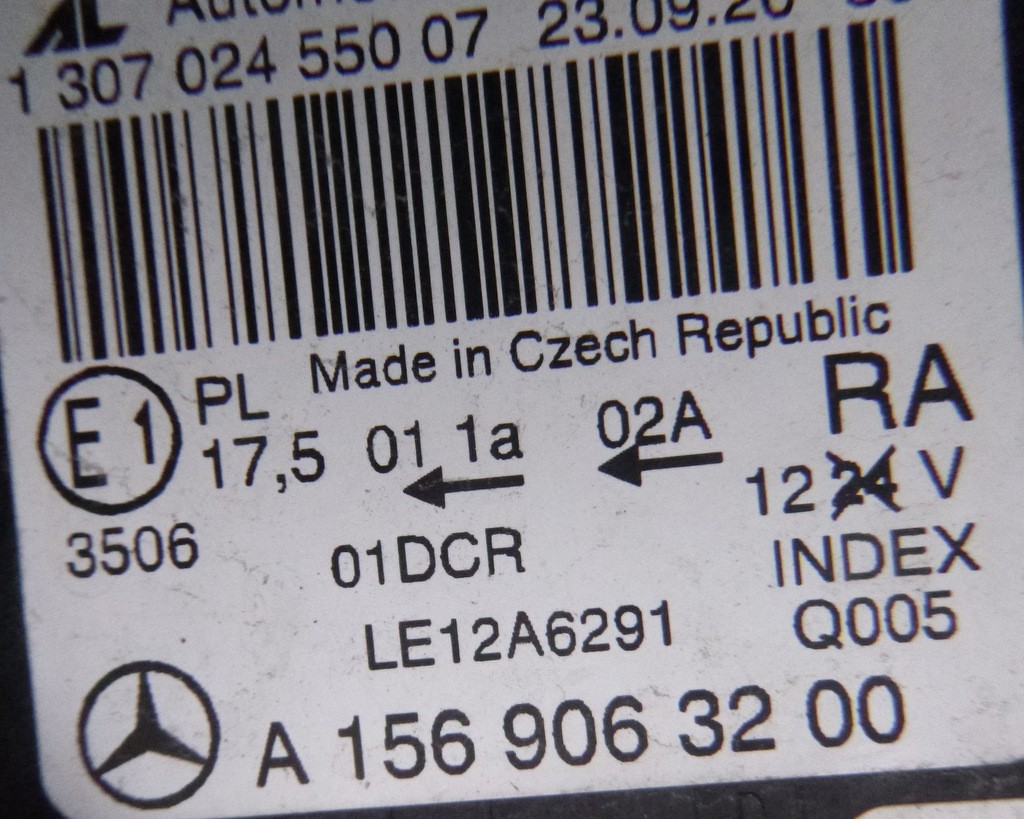 AL
1 307 024 550 07 23.09.20
Made in Czech Republic
E1 PL 17,5 01 1a 02A RA
12 24 V
3506 01DCR INDEX
LE12A6291 Q005
A 156 906 32 00